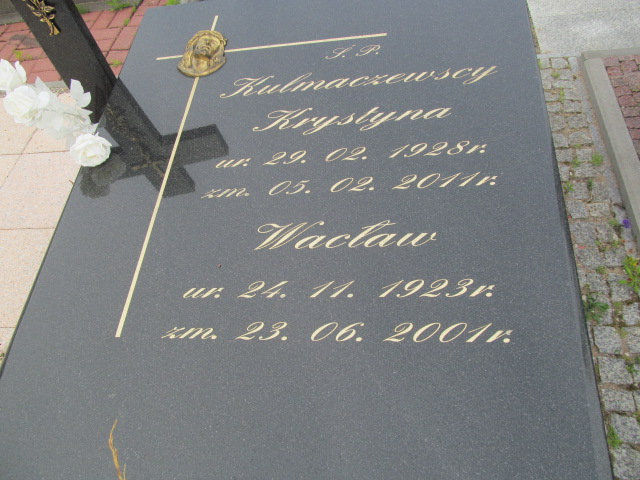 Ś. P.
Kulmaczewscy
Krystyna
ur. 29. 02. 1928r.
zm. 05. 02. 2011r.
Wacław
ur. 24. 11. 1923r.
zm. 23. 06. 2001r.